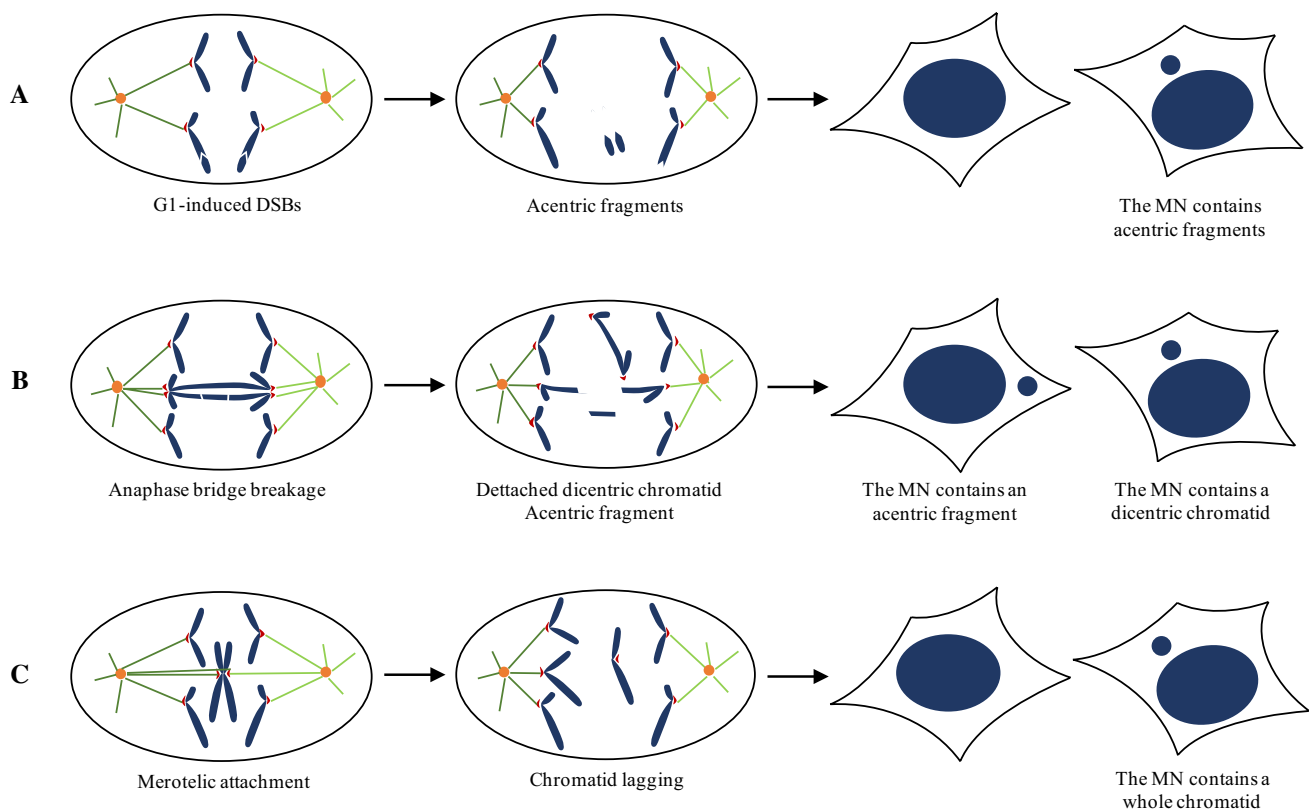 A
G1-induced DSBs
Acentric fragments
The MN contains
acentric fragments
B
Anaphase bridge breakage
Dettached dicentric chromatid
Acentric fragment
The MN contains an
acentric fragment
The MN contains a
dicentric chromatid
C
Merotelic attachment
Chromatid lagging
The MN contains a
whole chromatid